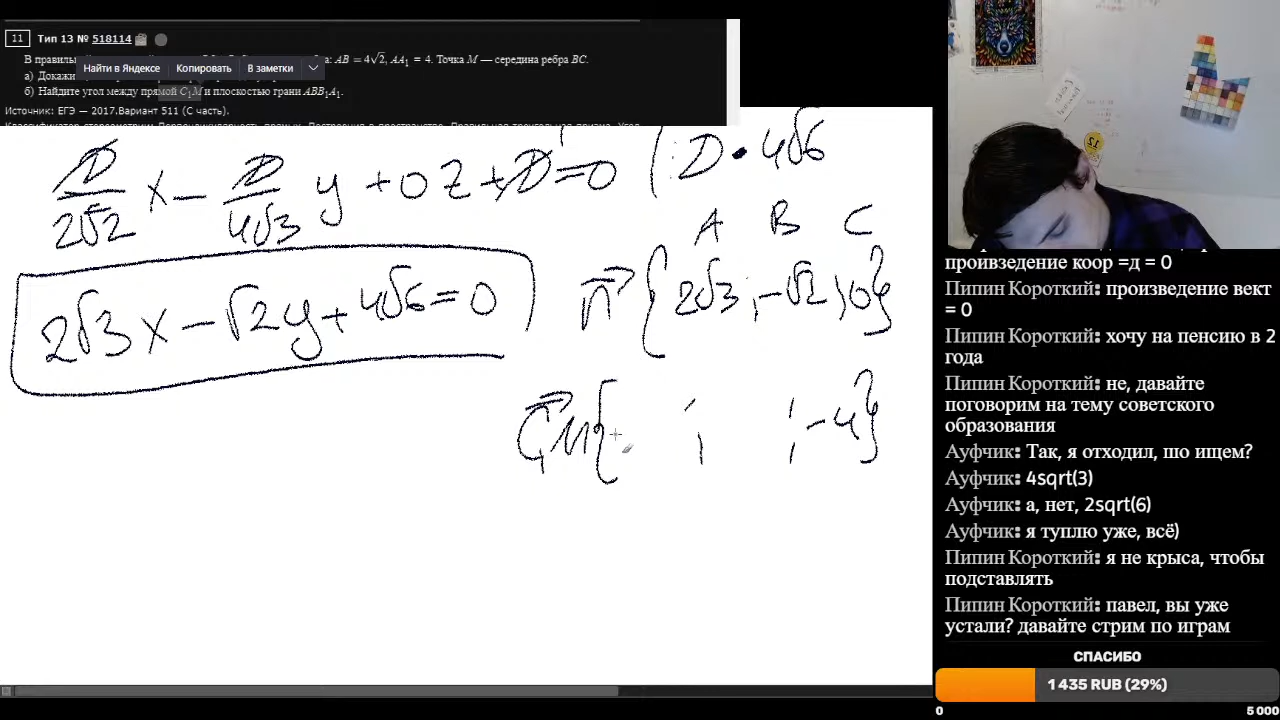 11 Тип 13 № 518114
В правиль : AB = 4√2, AA₁ = 4. Точка M — середина ребра BC.
Найти в Яндексе Копировать В заметки
а) Докажи
б) Найдите угол между прямой C₁M и плоскостью грани ABB₁A₁.
Источник: ЕГЭ — 2017.Вариант 511 (С часть).
D/2√2 x − D/4√3 y + 0z + D = 0 | : D • 4√6
A B C
2√3x − √2y + 4√6 = 0
n {2√3 ; −√2 ; 0}
C₁M { ; ; −4}
произведение коор =д = 0
Пипин Короткий: произведение вект = 0
Пипин Короткий: хочу на пенсию в 2 года
Пипин Короткий: не, давайте поговорим на тему советского образования
Ауфчик: Так, я отходил, шо ищем?
Ауфчик: 4sqrt(3)
Ауфчик: а, нет, 2sqrt(6)
Ауфчик: я туплю уже, всё)
Пипин Короткий: я не крыса, чтобы подставлять
Пипин Короткий: павел, вы уже устали? давайте стрим по играм
СПАСИБО
1 435 RUB (29%)
0 5 000